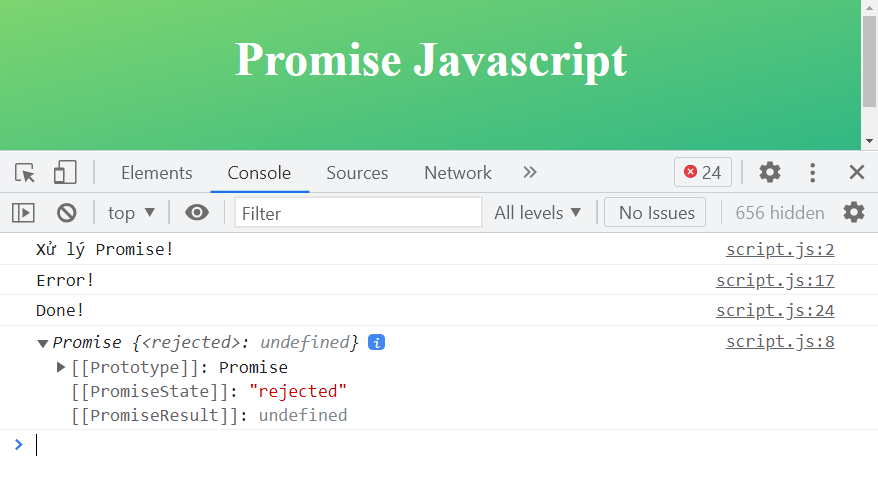 Promise Javascript
Elements Console Sources Network 24
top Filter All levels No Issues 656 hidden
Xử lý Promise! script.js:2
Error! script.js:17
Done! script.js:24
Promise {<rejected>: undefined} i script.js:8
[[Prototype]]: Promise
[[PromiseState]]: "rejected"
[[PromiseResult]]: undefined